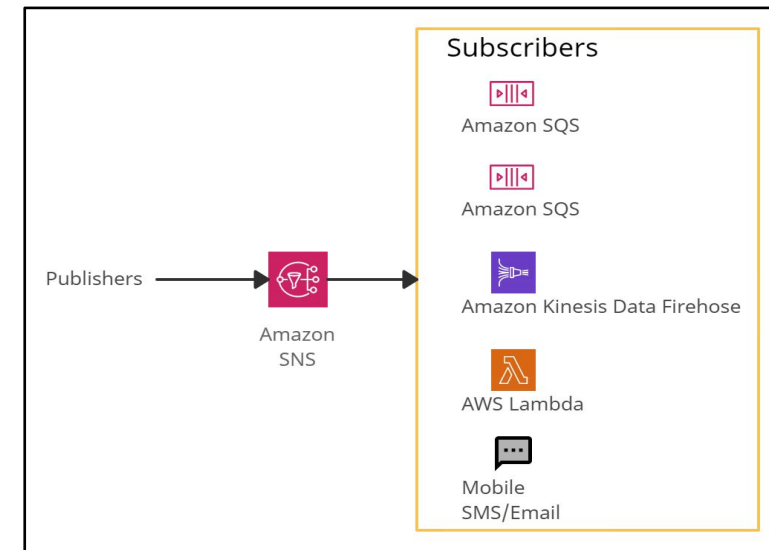 Subscribers
Amazon SQS
Amazon SQS
Publishers
Amazon
SNS
Amazon Kinesis Data Firehose
AWS Lambda
Mobile
SMS/Email